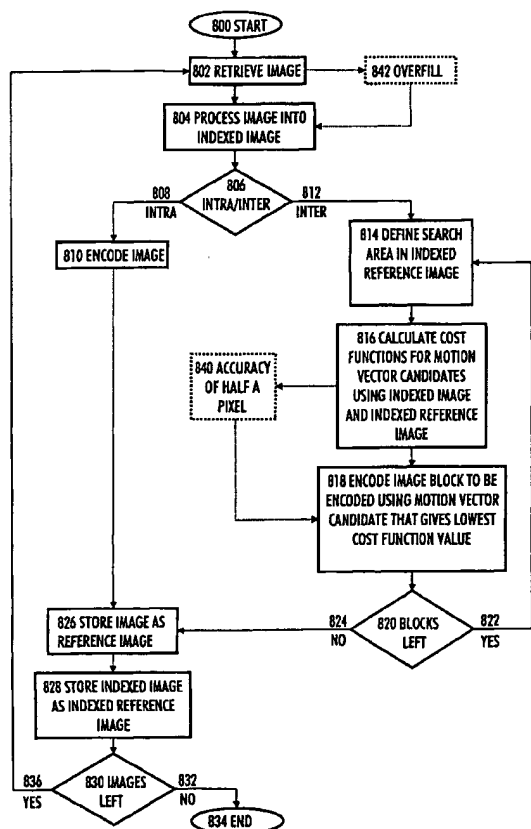 800 START
802 RETRIEVE IMAGE
842 OVERFILL
804 PROCESS IMAGE INTO
INDEXED IMAGE
808
INTRA
806
INTRA/INTER
812
INTER
810 ENCODE IMAGE
814 DEFINE SEARCH
AREA IN INDEXED
REFERENCE IMAGE
816 CALCULATE COST
FUNCTIONS FOR MOTION
VECTOR CANDIDATES
USING INDEXED IMAGE
AND INDEXED REFERENCE
IMAGE
840 ACCURACY
OF HALF A
PIXEL
818 ENCODE IMAGE BLOCK TO BE
ENCODED USING MOTION VECTOR
CANDIDATE THAT GIVES LOWEST
COST FUNCTION VALUE
824
NO
820 BLOCKS
LEFT
822
YES
826 STORE IMAGE AS
REFERENCE IMAGE
828 STORE INDEXED IMAGE
AS INDEXED REFERENCE
IMAGE
836
YES
830 IMAGES
LEFT
832
NO
834 END